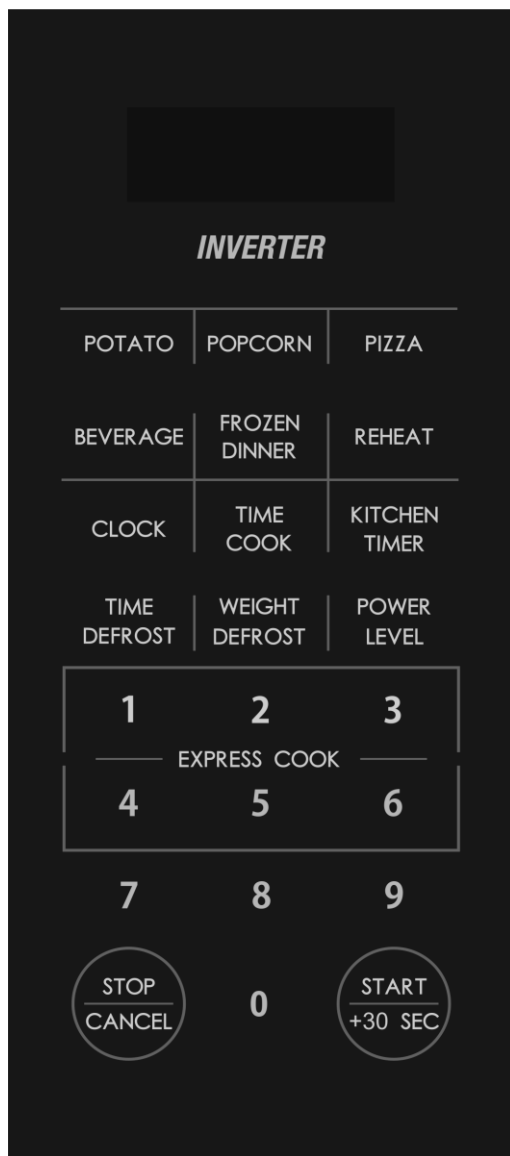 INVERTER
POTATO POPCORN PIZZA
BEVERAGE FROZEN DINNER REHEAT
CLOCK TIME COOK KITCHEN TIMER
TIME DEFROST WEIGHT DEFROST POWER LEVEL
1 2 3
EXPRESS COOK
4 5 6
7 8 9
STOP CANCEL 0 START +30 SEC